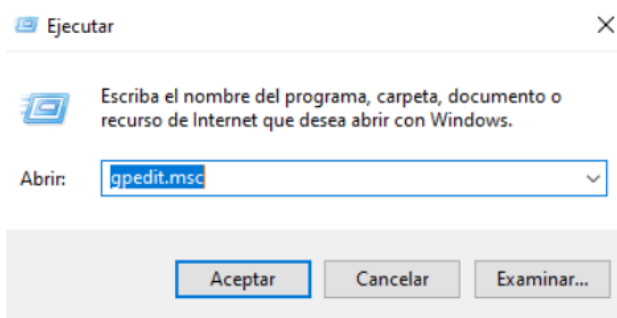 Ejecutar
Escriba el nombre del programa, carpeta, documento o
recurso de Internet que desea abrir con Windows.
Abrir: gpedit.msc
Aceptar Cancelar Examinar...